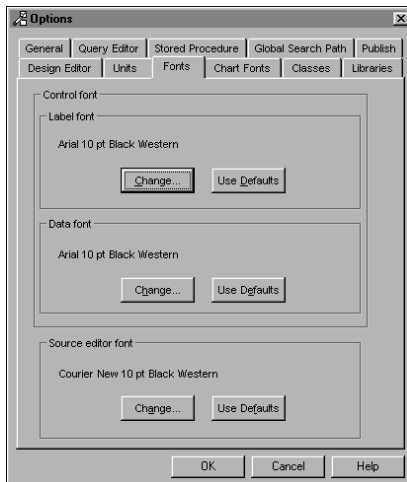 Options
General Query Editor Stored Procedure Global Search Path Publish
Design Editor Units Fonts Chart Fonts Classes Libraries
Control font
Label font
Arial 10 pt Black Western
Change... Use Defaults
Data font
Arial 10 pt Black Western
Change... Use Defaults
Source editor font
Courier New 10 pt Black Western
Change... Use Defaults
OK Cancel Help